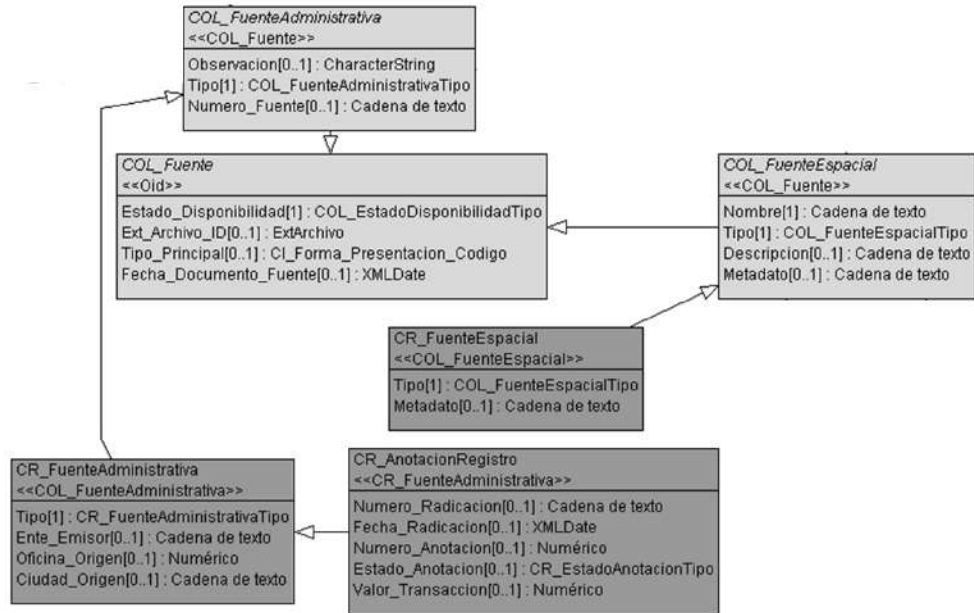 COL_FuenteAdministrativa
<<COL_Fuente>>
Observacion[0..1] : CharacterString
Tipo[1] : COL_FuenteAdministrativaTipo
Numero_Fuente[0..1] : Cadena de texto
COL_Fuente
<<Oid>>
Estado_Disponibilidad[1] : COL_EstadoDisponibilidadTipo
Ext_Archivo_ID[0..1] : ExtArchivo
Tipo_Principal[0..1] : CI_Forma_Presentacion_Codigo
Fecha_Documento_Fuente[0..1] : XMLDate
COL_FuenteEspacial
<<COL_Fuente>>
Nombre[1] : Cadena de texto
Tipo[1] : COL_FuenteEspacialTipo
Descripcion[0..1] : Cadena de texto
Metadato[0..1] : Cadena de texto
CR_FuenteEspacial
<<COL_FuenteEspacial>>
Tipo[1] : COL_FuenteEspacialTipo
Metadato[0..1] : Cadena de texto
CR_FuenteAdministrativa
<<COL_FuenteAdministrativa>>
Tipo[1] : CR_FuenteAdministrativaTipo
Ente_Emisor[0..1] : Cadena de texto
Oficina_Origen[0..1] : Numérico
Ciudad_Origen[0..1] : Cadena de texto
CR_AnotacionRegistro
<<CR_FuenteAdministrativa>>
Numero_Radicacion[0..1] : Cadena de texto
Fecha_Radicacion[0..1] : XMLDate
Numero_Anotacion[0..1] : Numérico
Estado_Anotacion[0..1] : CR_EstadoAnotacionTipo
Valor_Transaccion[0..1] : Numérico